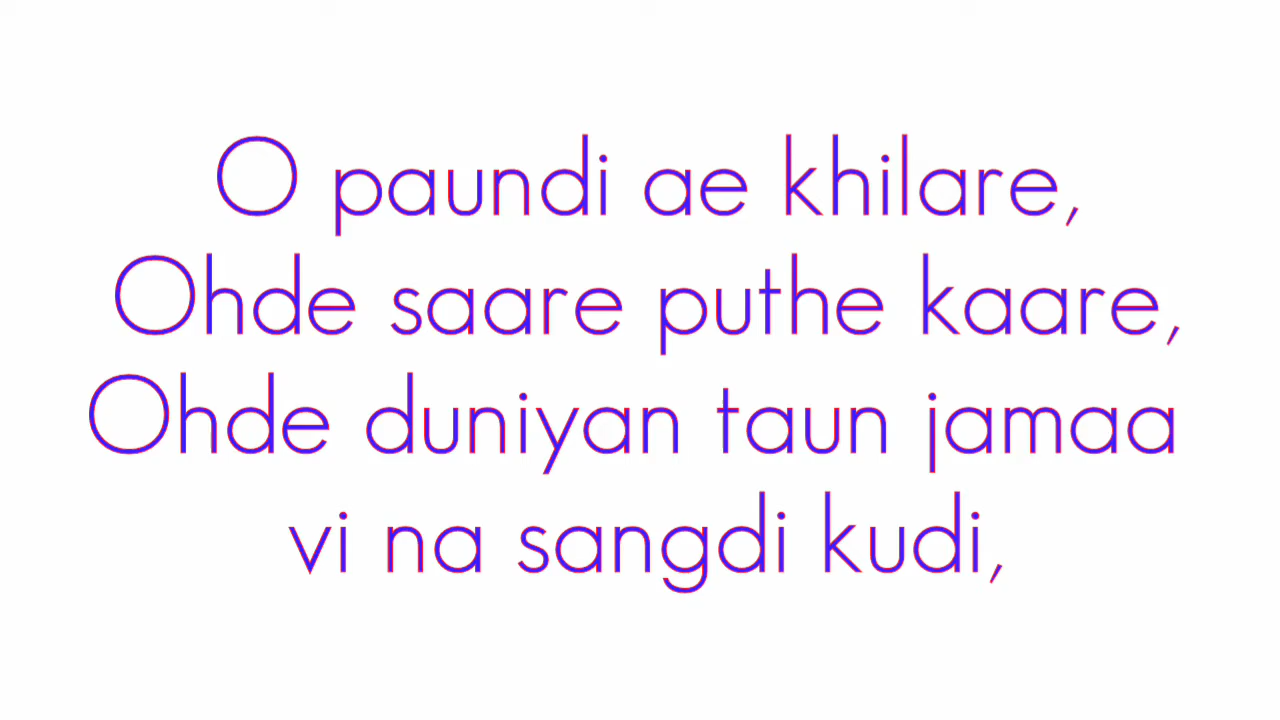 O paundi ae khilare,
Ohde saare puthe kaare,
Ohde duniyan taun jamaa
vi na sangdi kudi,